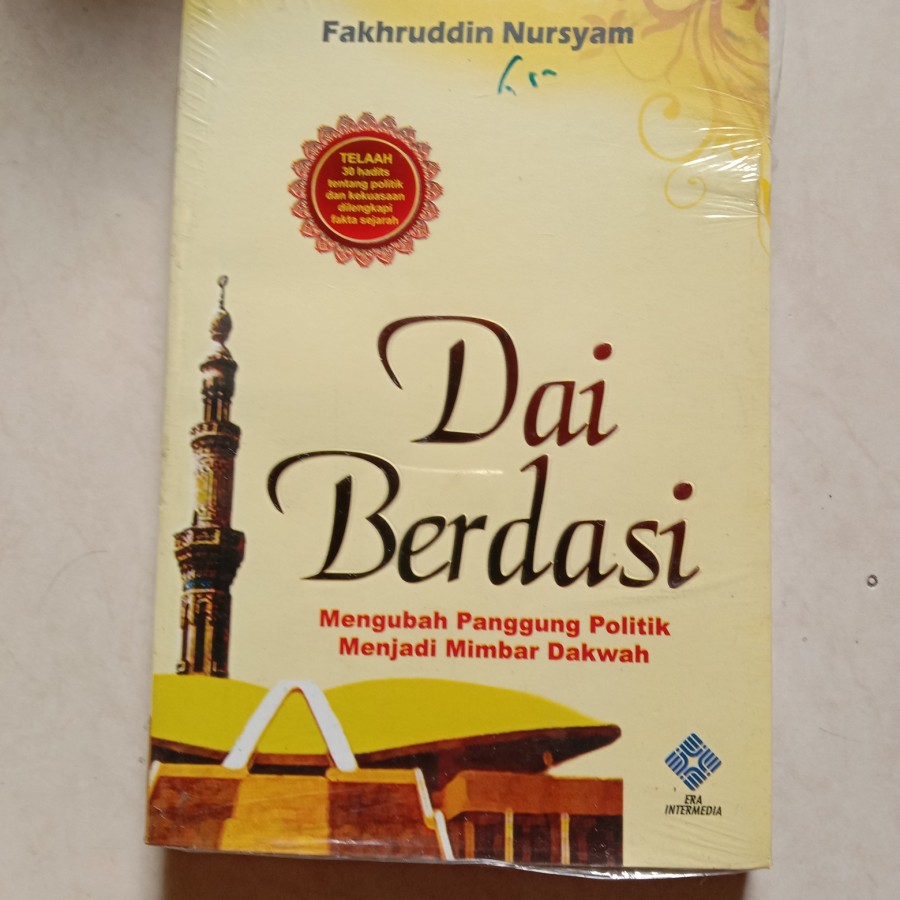 Fakhruddin Nursyam
TELAAH
30 hadits
tentang politik
dan kekuasaan
dilengkapi
fakta sejarah
Dai
Berdasi
Mengubah Panggung Politik
Menjadi Mimbar Dakwah
ERA
INTERMEDIA